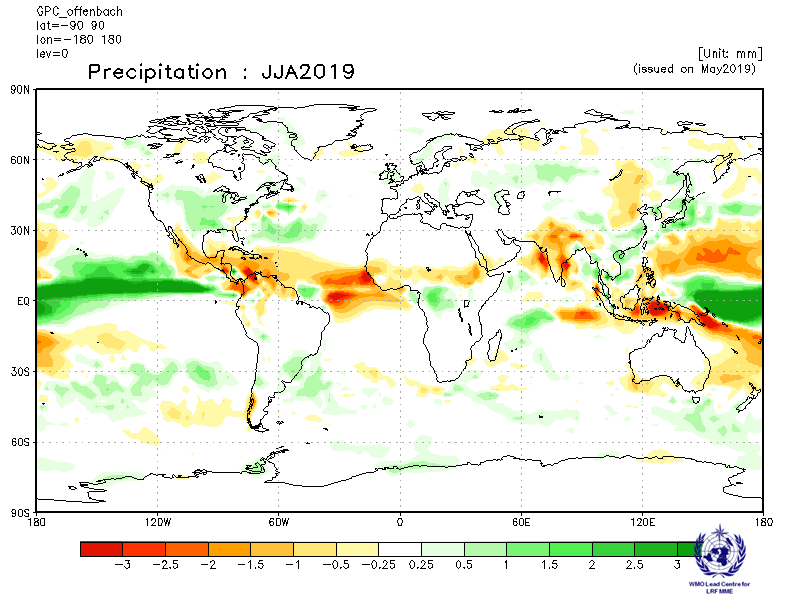 GPC_offenbach
lat=-90 90
lon=-180 180
lev=0
[Unit: mm]
Precipitation : JJA2019
(issued on May2019)
90N
60N
30N
EQ
30S
60S
90S
180 120W 60W 0 60E 120E 180
-3 -2.5 -2 -1.5 -1 -0.5 -0.25 0.25 0.5 1 1.5 2 2.5 3
WMO Lead Centre for
LRF MME